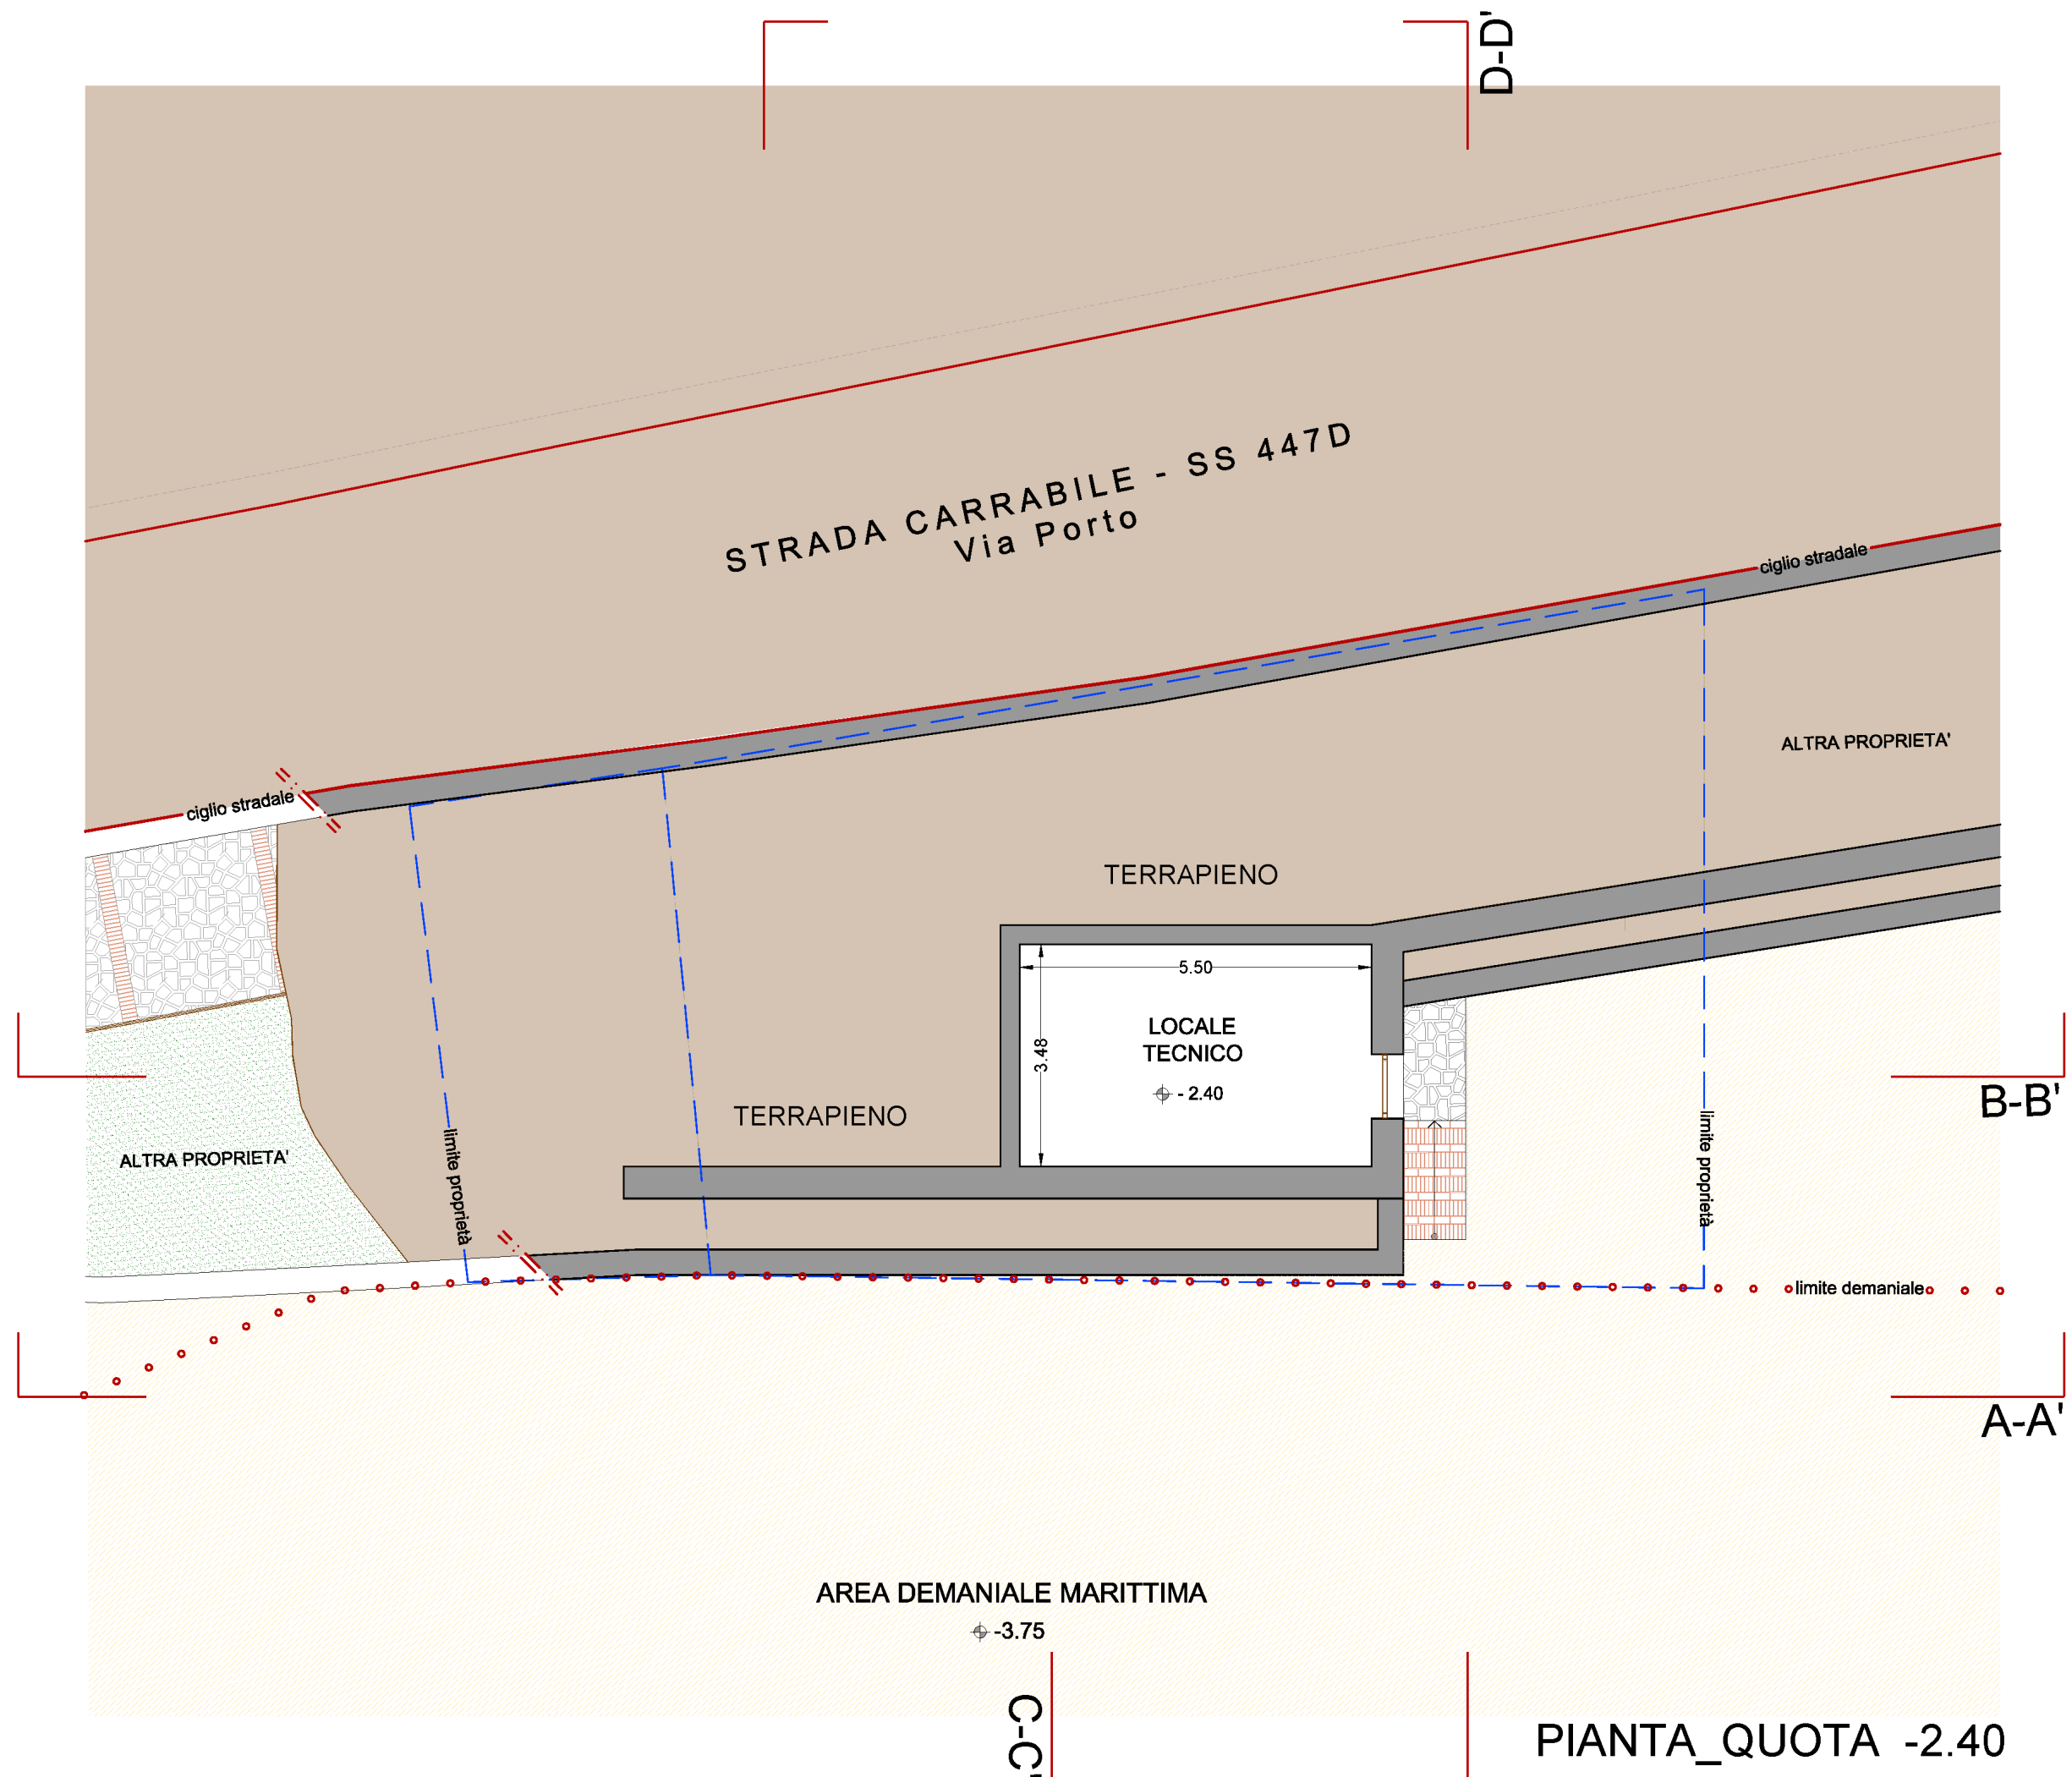 D-D'
STRADA CARRABILE - SS 447D
Via Porto
ciglio stradale
ALTRA PROPRIETA'
ciglio stradale
TERRAPIENO
5.50
LOCALE
TECNICO
3.48
- 2.40
B-B'
TERRAPIENO
limite proprietà
limite proprietà
ALTRA PROPRIETA'
limite demaniale
A-A'
AREA DEMANIALE MARITTIMA
-3.75
C-C'
PIANTA_QUOTA -2.40